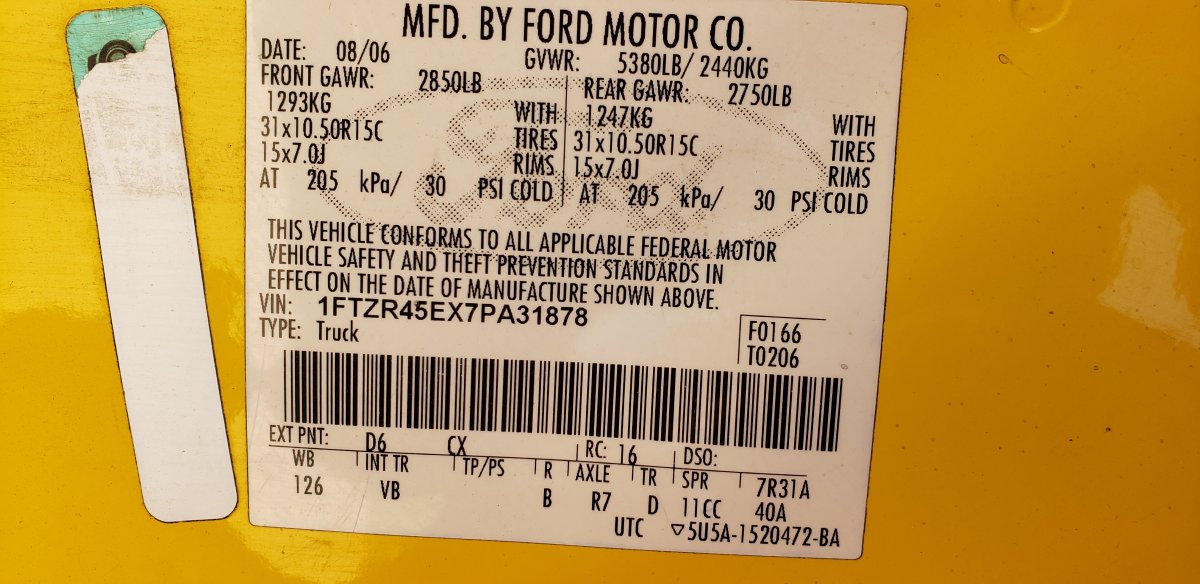 MFD. BY FORD MOTOR CO.
DATE: 08/06 GVWR: 5380LB/ 2440KG
FRONT GAWR: 2850LB REAR GAWR: 2750LB
1293KG WITH 1247KG WITH
31x10.50R15C TIRES 31x10.50R15C TIRES
15x7.0J RIMS 15x7.0J RIMS
AT 205 kPa/ 30 PSI COLD AT 205 kPa/ 30 PSI COLD
THIS VEHICLE CONFORMS TO ALL APPLICABLE FEDERAL MOTOR
VEHICLE SAFETY AND THEFT PREVENTION STANDARDS IN
EFFECT ON THE DATE OF MANUFACTURE SHOWN ABOVE.
VIN: 1FTZR45EX7PA31878
TYPE: Truck
F0166
T0206
EXT PNT: D6 CX RC: 16 DSO:
WB INT TR TP/PS R AXLE TR SPR 7R31A
126 VB B R7 D 11CC 40A
UTC ▽5U5A-1520472-BA